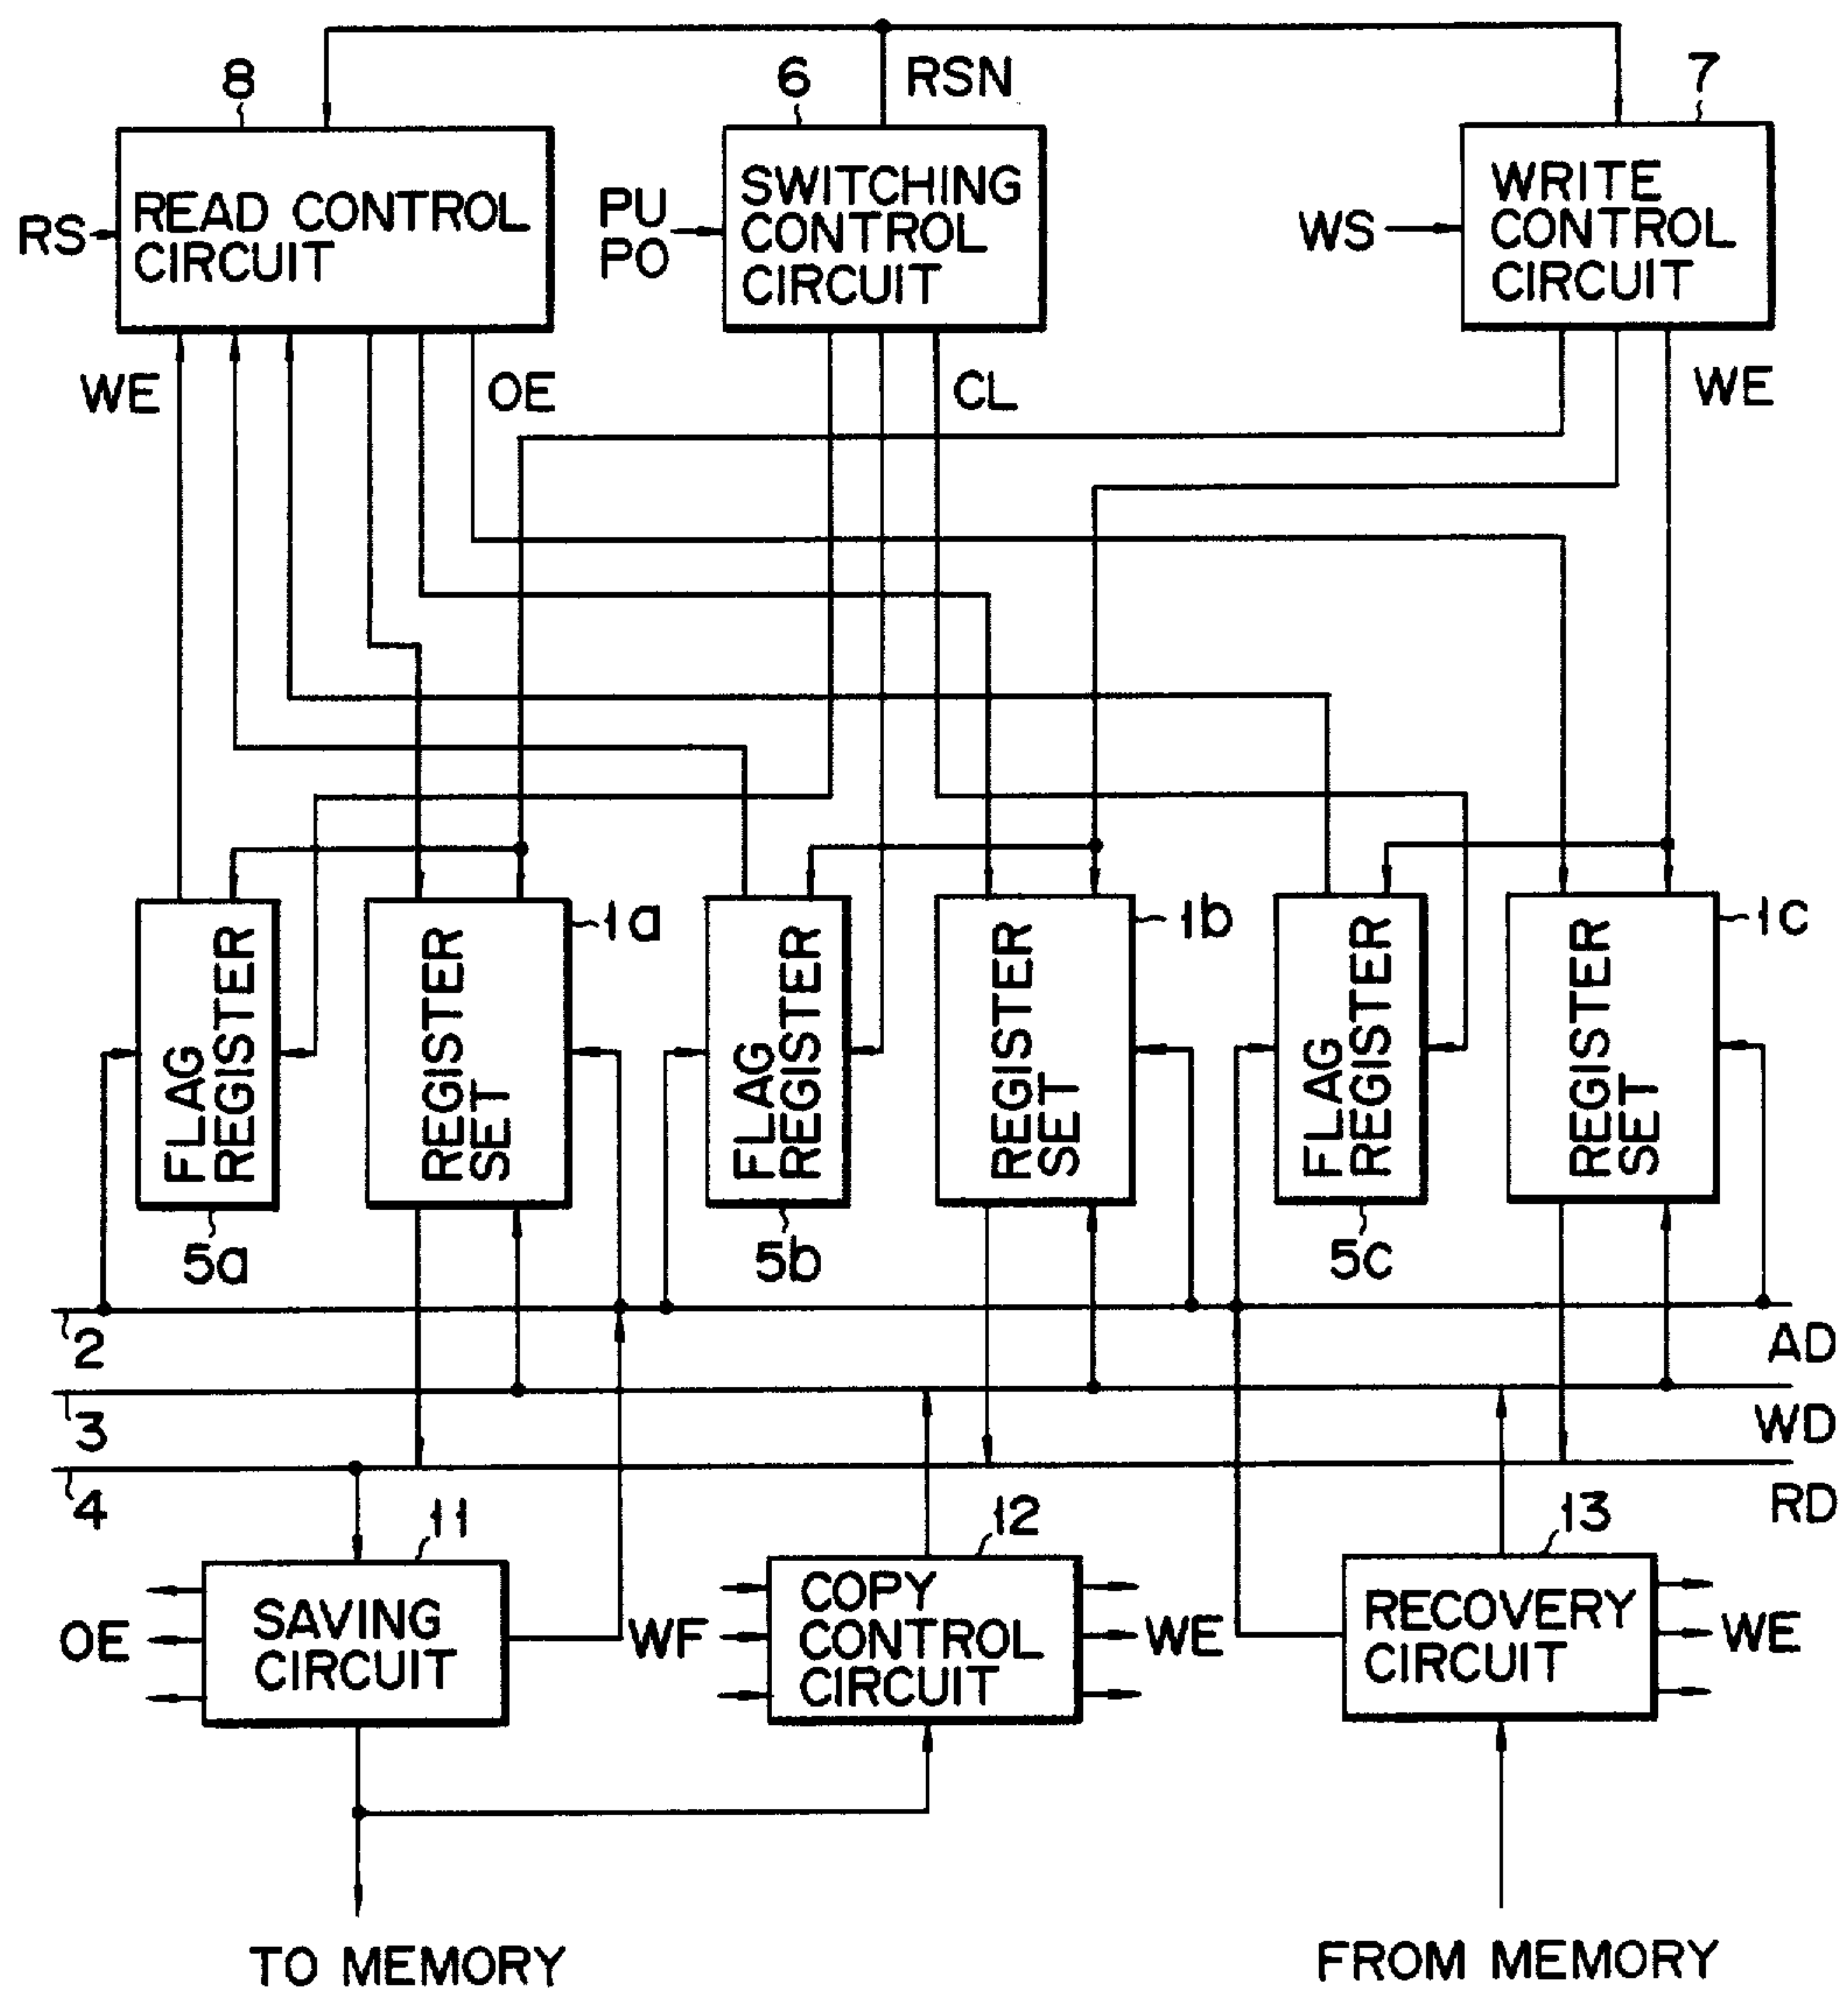 8
6
RSN
7
RS
READ CONTROL
CIRCUIT
PU
PO
SWITCHING
CONTROL
CIRCUIT
WS
WRITE
CONTROL
CIRCUIT
WE
OE
CL
WE
FLAG
REGISTER
5a
REGISTER
SET
1a
FLAG
REGISTER
5b
REGISTER
SET
1b
FLAG
REGISTER
5c
REGISTER
SET
1c
2
AD
3
WD
4
RD
11
12
13
OE
SAVING
CIRCUIT
WF
COPY
CONTROL
CIRCUIT
WE
RECOVERY
CIRCUIT
WE
TO MEMORY
FROM MEMORY